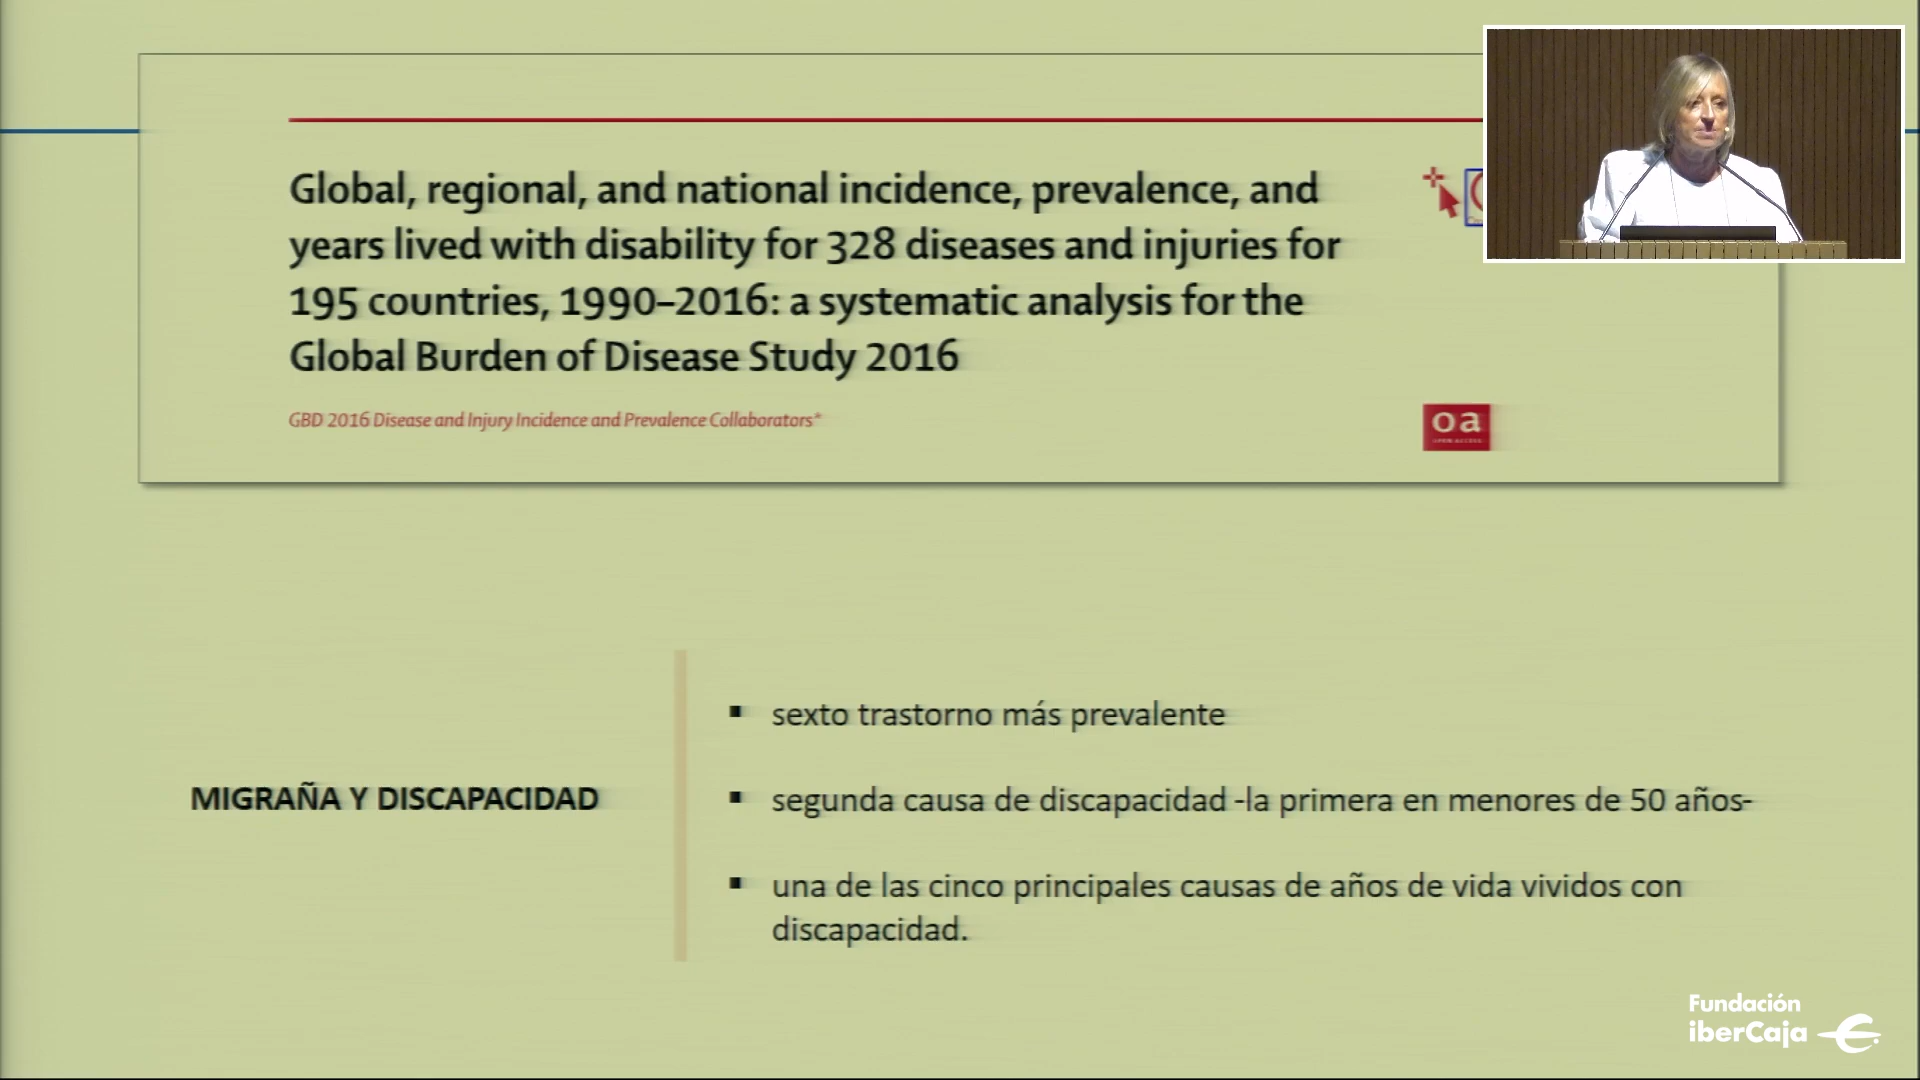 Global, regional, and national incidence, prevalence, and
years lived with disability for 328 diseases and injuries for
195 countries, 1990–2016: a systematic analysis for the
Global Burden of Disease Study 2016
GBD 2016 Disease and Injury Incidence and Prevalence Collaborators*
oa
OPEN ACCESS
MIGRAÑA Y DISCAPACIDAD
▪ sexto trastorno más prevalente
▪ segunda causa de discapacidad -la primera en menores de 50 años-
▪ una de las cinco principales causas de años de vida vividos con
discapacidad.
Fundación
iberCaja